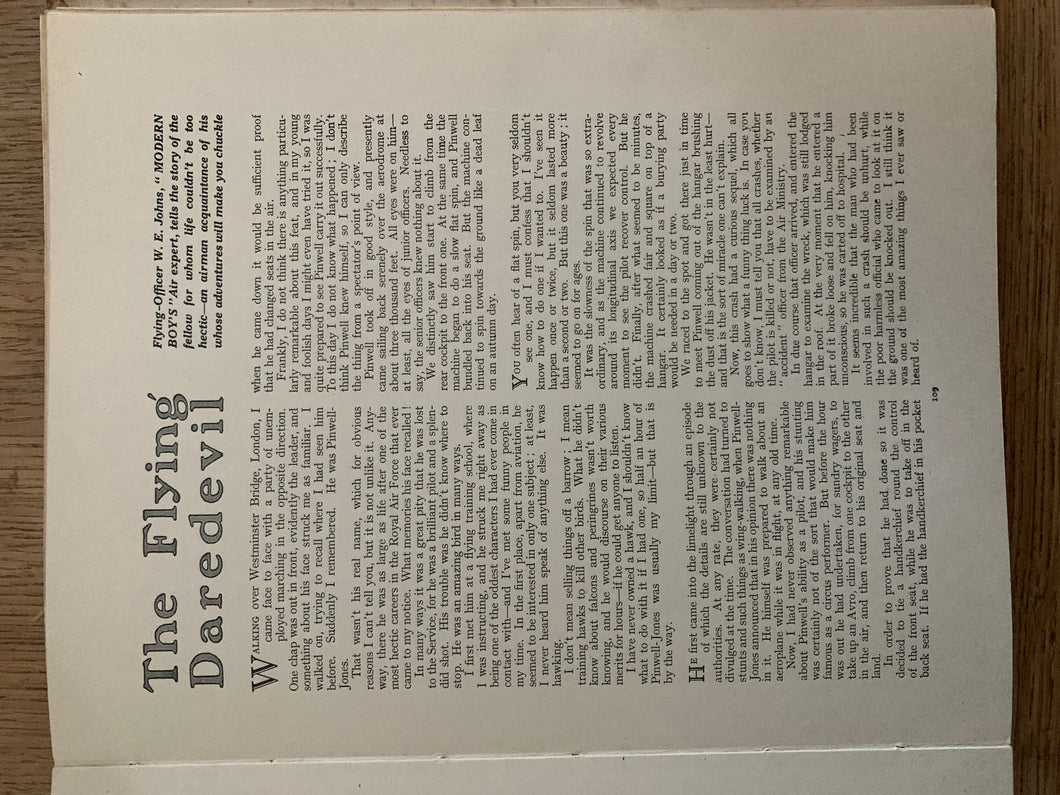 The Flying
Daredevil
Flying-Officer W. E. Johns, "MODERN
BOY'S" Air expert, tells the story of the
fellow for whom life couldn't be too
hectic—an airman acquaintance of his
whose adventures will make you chuckle
WALKING over Westminster Bridge, London, I
came face to face with a party of unem-
ployed marching in the opposite direction.
One chap was out in front, evidently the leader, and
something about his face struck me as familiar. I
walked on, trying to recall where I had seen him
before. Suddenly I remembered. He was Pinwell-
Jones.
That wasn't his real name, which for obvious
reasons I can't tell you, but it is not unlike it. Any-
way, there he was as large as life after one of the
most hectic careers in the Royal Air Force that ever
came to my notice. What memories his face recalled!
In many ways it was a great pity that he was lost
to the Service, for he was a brilliant pilot and a splen-
did shot. His trouble was he didn't know where to
stop. He was an amazing bird in many ways.
I first met him at a flying training school, where
I was instructing, and he struck me right away as
being one of the oddest characters I had ever come in
contact with—and I've met some funny people in
my time. In the first place, apart from aviation, he
seemed to be interested in only one subject; at least,
I never heard him speak of anything else. It was
hawking.
I don't mean selling things off a barrow; I mean
training hawks to kill other birds. What he didn't
know about falcons and peringrines wasn't worth
knowing, and he would discourse on their various
merits for hours—if he could get anyone to listen.
I have never owned a hawk, and I shouldn't know
what to do with it if I had one, so half an hour of
Pinwell-Jones was usually my limit—but that is
by the way.
HE first came into the limelight through an episode
of which the details are still unknown to the
authorities. At any rate, they were certainly not
divulged at the time. The conversation had turned to
stunts and such things as wing-walking, when Pinwell-
Jones announced that in his opinion there was nothing
in it. He himself was prepared to walk about an
aeroplane while it was in flight, at any old time.
Now, I had never observed anything remarkable
about Pinwell's ability as a pilot, and his stunting
was certainly not of the sort that would make him
famous as a circus performer. But before the hour
was out he had undertaken, for sundry wagers, to
take up an Avro, climb from one cockpit to the other
in the air, and then return to his original seat and
land.
In order to prove that he had done so it was
decided to tie a handkerchief round the control
of the front seat, while he was to take off in the
back seat. If he had the handkerchief in his pocket
when he came down it would be sufficient proof
that he had changed seats in the air.
Frankly, I do not think there is anything particu-
larly remarkable about this feat, and in my young
and foolish days I might even have tried it, so I was
quite prepared to see Pinwell carry it out successfully.
To this day I do not know what happened; I don't
think Pinwell knew himself, so I can only describe
the thing from a spectator's point of view.
Pinwell took off in good style, and presently
came sailing back serenely over the aerodrome at
about three thousand feet. All eyes were on him—
at least, all the eyes of junior officers. Needless to
say, the senior officers knew nothing about it.
We distinctly saw him start to climb from the
rear cockpit to the front one. At the same time the
machine began to do a slow flat spin, and Pinwell
bundled back into his seat. But the machine con-
tinued to spin towards the ground like a dead leaf
on an autumn day.
YOU often hear of a flat spin, but you very seldom
see one, and I must confess that I shouldn't
know how to do one if I wanted to. I've seen it
happen once or twice, but it seldom lasted more
than a second or two. But this one was a beauty; it
seemed to go on for ages.
It was the slowness of the spin that was so extra-
ordinary, and as the machine continued to revolve
around its longitudinal axis we expected every
moment to see the pilot recover control. But he
didn't. Finally, after what seemed to be minutes,
the machine crashed fair and square on top of a
hangar. It certainly looked as if a burying party
would be needed in a day or two.
We raced to the spot and got there just in time
to meet Pinwell coming out of the hangar brushing
the dust off his jacket. He wasn't in the least hurt—
and that is the sort of miracle one can't explain.
Now, this crash had a curious sequel, which all
goes to show what a funny thing luck is. In case you
don't know, I must tell you that all crashes, whether
the pilot is killed or not, have to be examined by an
"accident" officer from the Air Ministry.
In due course that officer arrived, and entered the
hangar to examine the wreck, which was still lodged
in the roof. At the very moment that he entered a
part of it broke loose and fell on him, knocking him
unconscious, so he was carted off to hospital,
It seems incredible that the man who had been
involved in such a crash should be unhurt, while
the poor harmless official who came to look at it on
the ground should be knocked out. I still think it
was one of the most amazing things I ever saw or
heard of.
109